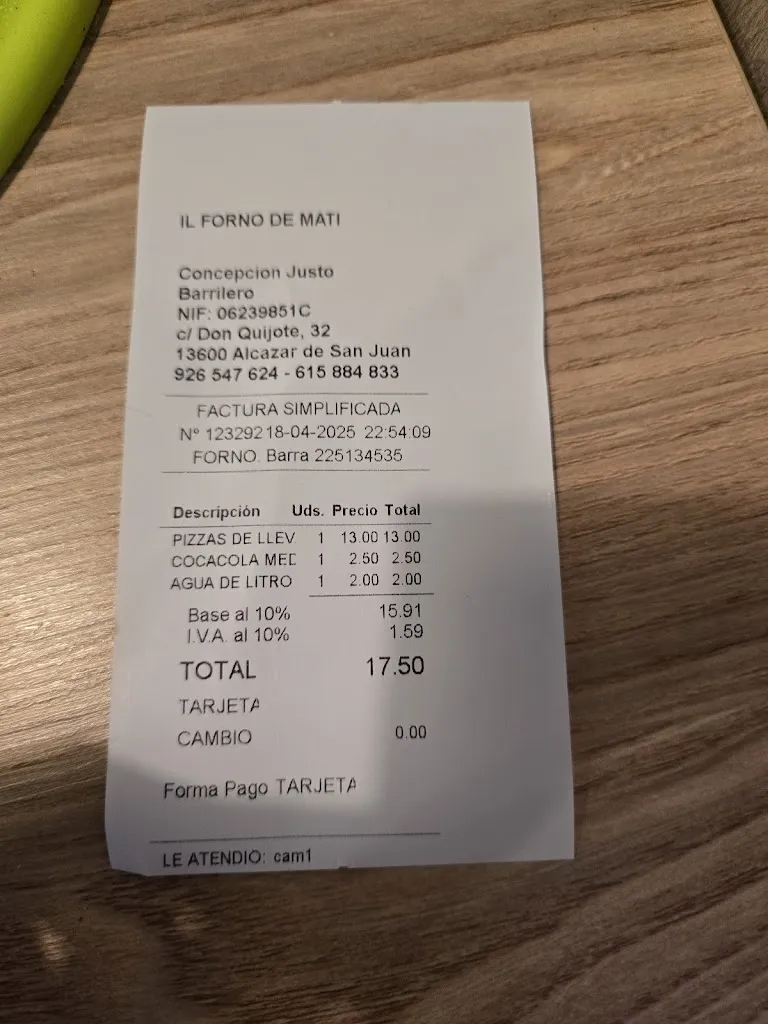 IL FORNO DE MATI
Concepcion Justo
Barrilero
NIF: 06239851C
c/ Don Quijote, 32
13600 Alcazar de San Juan
926 547 624 - 615 884 833
FACTURA SIMPLIFICADA
Nº 12329218-04-2025 22:54:09
FORNO. Barra 225134535
Descripción Uds. Precio Total
PIZZAS DE LLEV 1 13.00 13.00
COCACOLA MED 1 2.50 2.50
AGUA DE LITRO 1 2.00 2.00
Base al 10% 15.91
I.V.A. al 10% 1.59
TOTAL 17.50
TARJETA
CAMBIO 0.00
Forma Pago TARJETA
LE ATENDIO: cam1